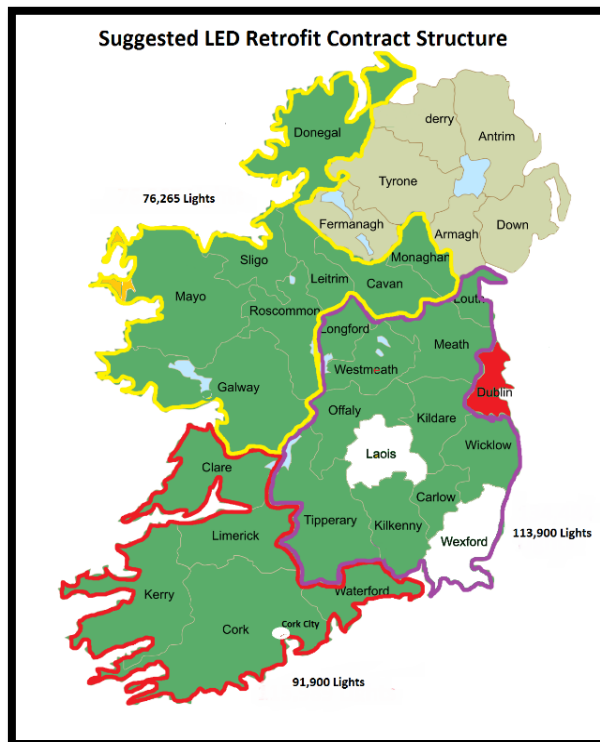 Suggested LED Retrofit Contract Structure
Donegal
derry
Antrim
Tyrone
76,265 Lights
Fermanagh
Armagh
Down
Monaghan
Sligo
Leitrim
Cavan
Mayo
Roscommon
Louth
Longford
Meath
Westmeath
Galway
Dublin
Offaly
Kildare
Wicklow
Laois
Clare
Carlow
Tipperary
Kilkenny
Limerick
113,900 Lights
Wexford
Kerry
Waterford
Cork
Cork City
91,900 Lights